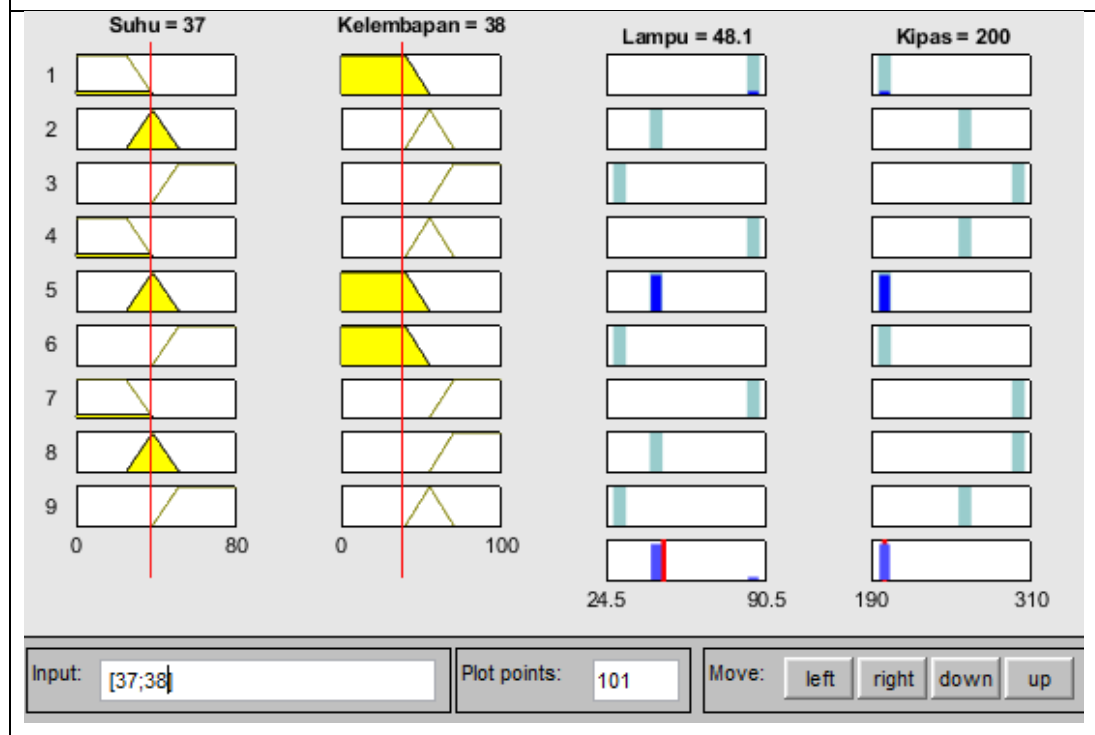 Suhu = 37 Kelembapan = 38 Lampu = 48.1 Kipas = 200
1
2
3
4
5
6
7
8
9
0 80 0 100
24.5 90.5 190 310
Input: [37;38] Plot points: 101 Move: left right down up